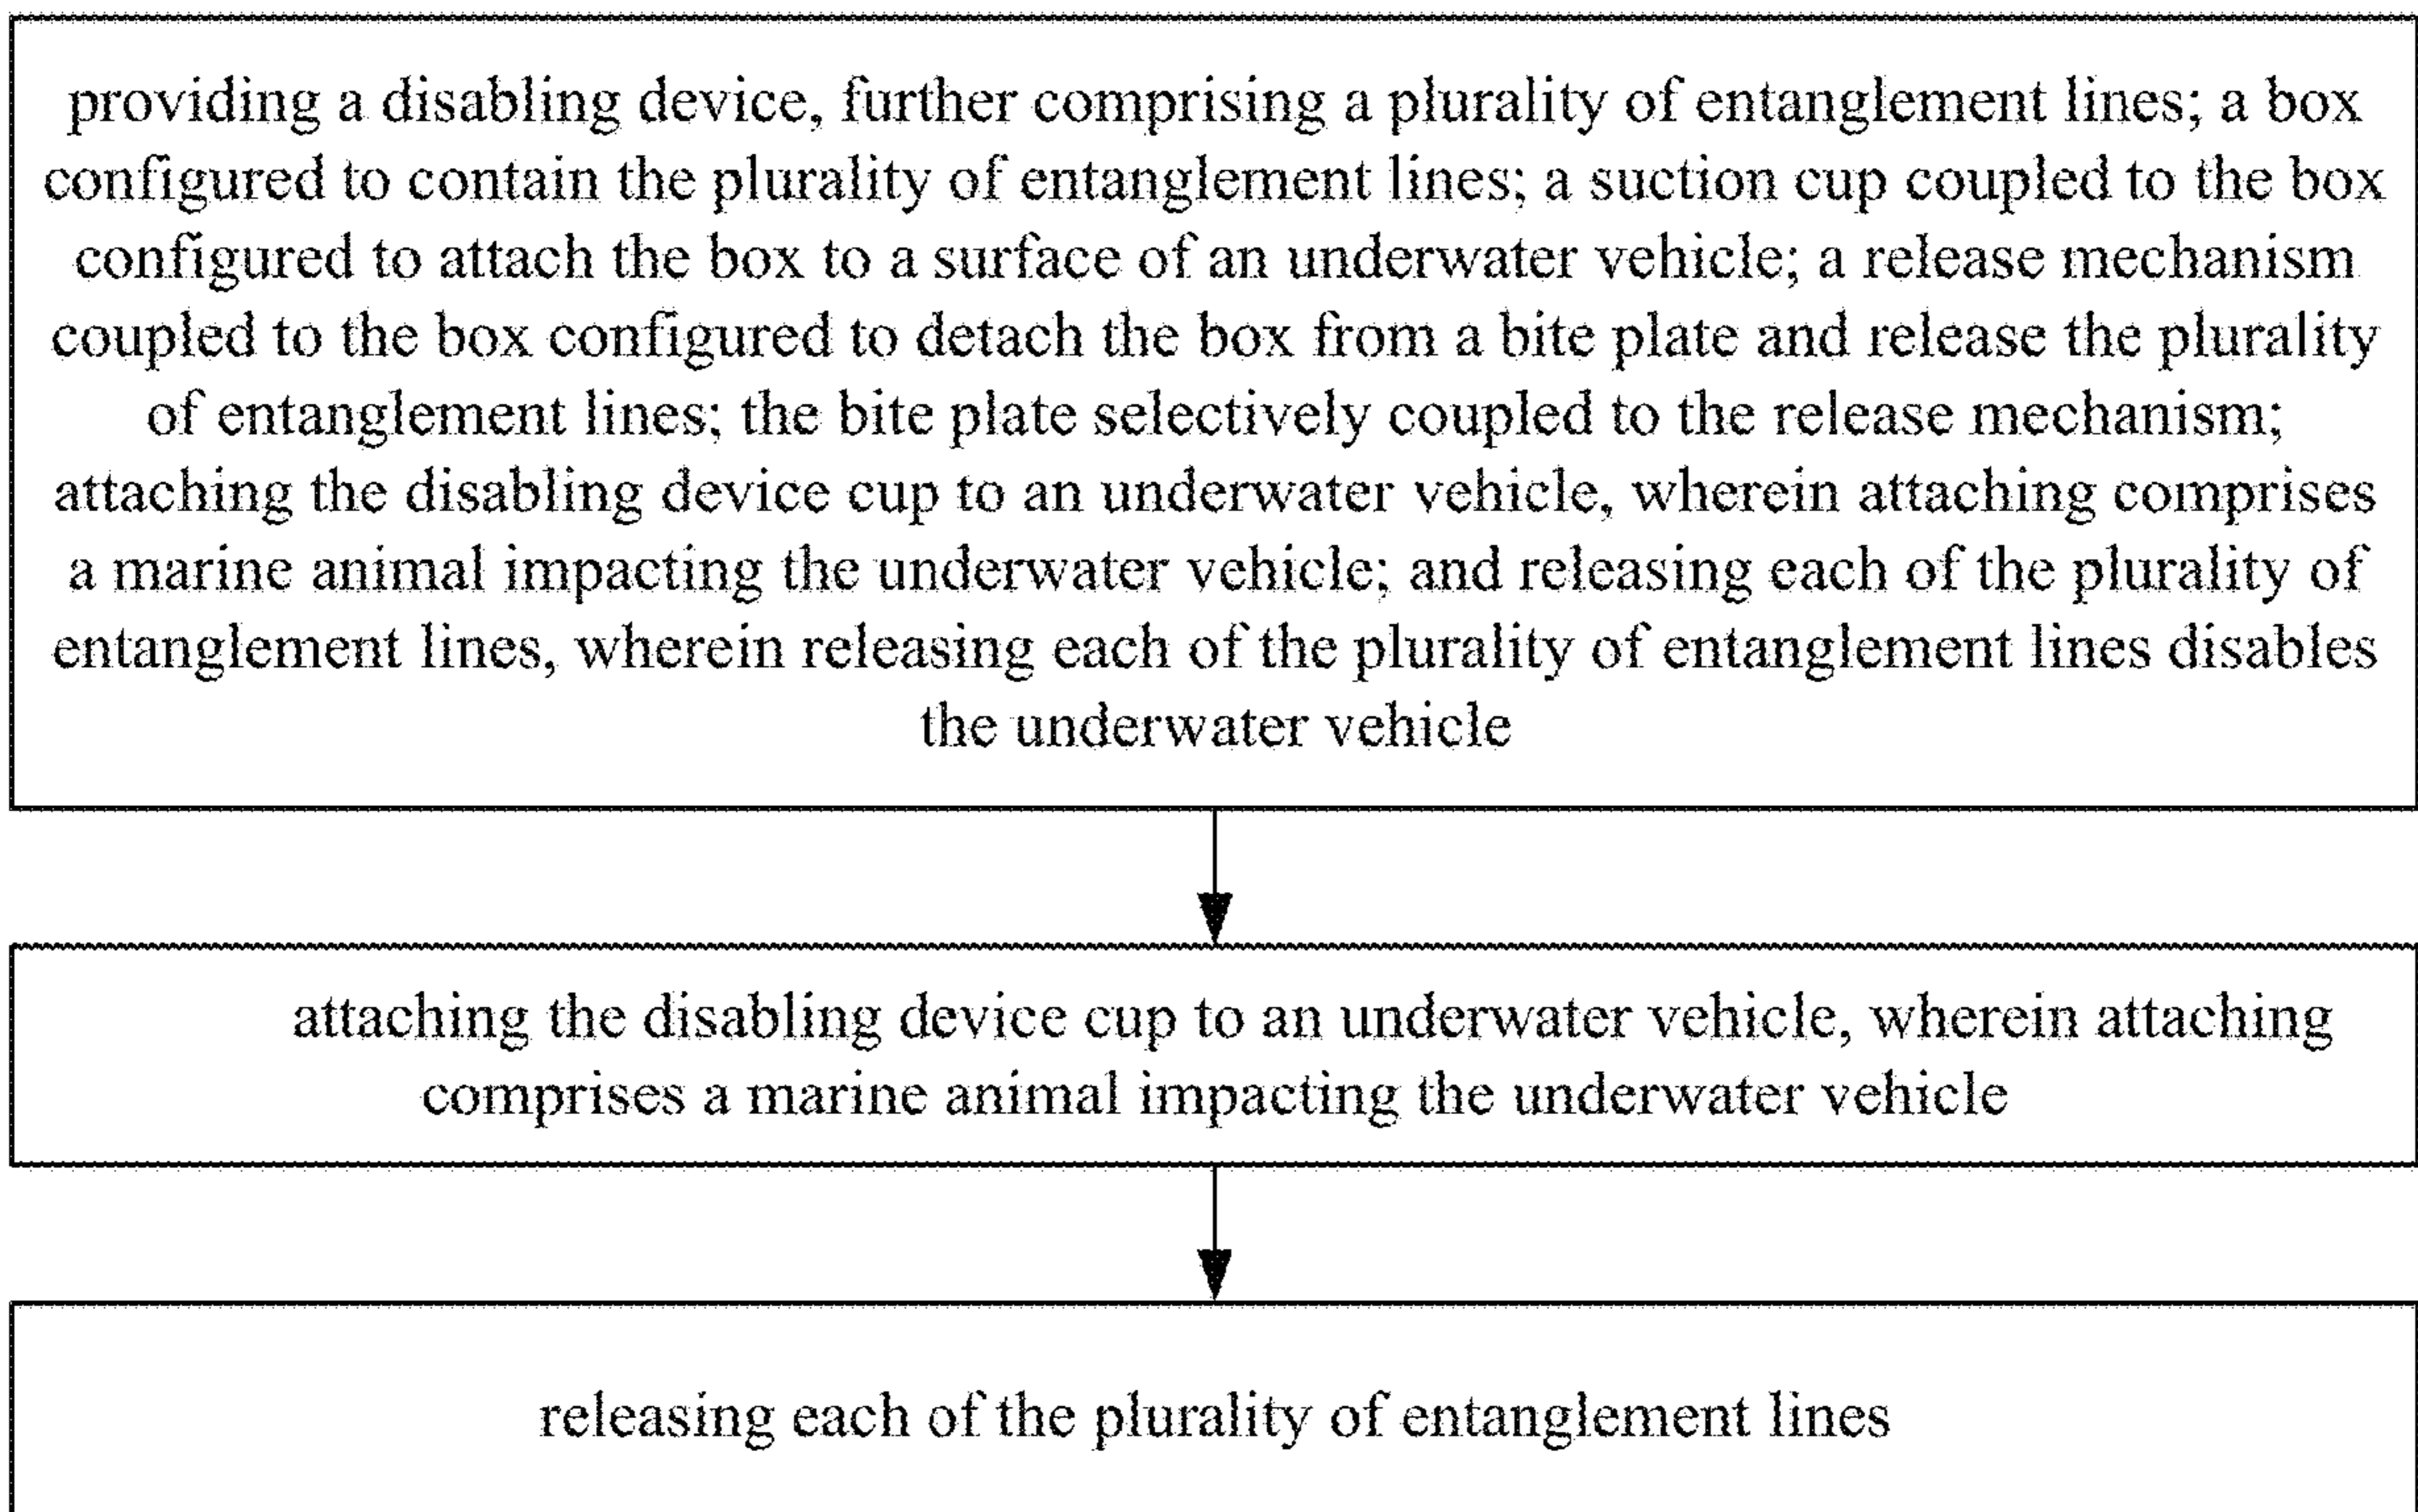 providing a disabling device, further comprising a plurality of entanglement lines; a box
configured to contain the plurality of entanglement lines; a suction cup coupled to the box
configured to attach the box to a surface of an underwater vehicle; a release mechanism
coupled to the box configured to detach the box from a bite plate and release the plurality
of entanglement lines; the bite plate selectively coupled to the release mechanism;
attaching the disabling device cup to an underwater vehicle, wherein attaching comprises
a marine animal impacting the underwater vehicle; and releasing each of the plurality of
entanglement lines, wherein releasing each of the plurality of entanglement lines disables
the underwater vehicle
attaching the disabling device cup to an underwater vehicle, wherein attaching
comprises a marine animal impacting the underwater vehicle
releasing each of the plurality of entanglement lines